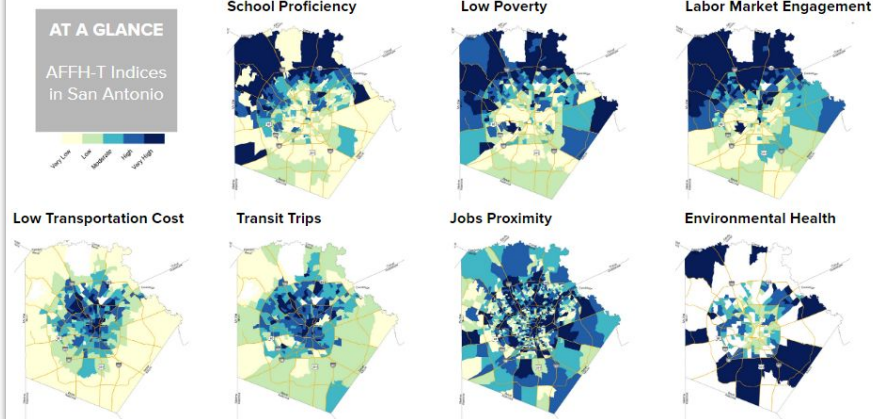 AT A GLANCE
AFFH-T Indices
in San Antonio
Very Low
Low
Moderate
High
Very High
School Proficiency
Low Poverty
Labor Market Engagement
Low Transportation Cost
Transit Trips
Jobs Proximity
Environmental Health